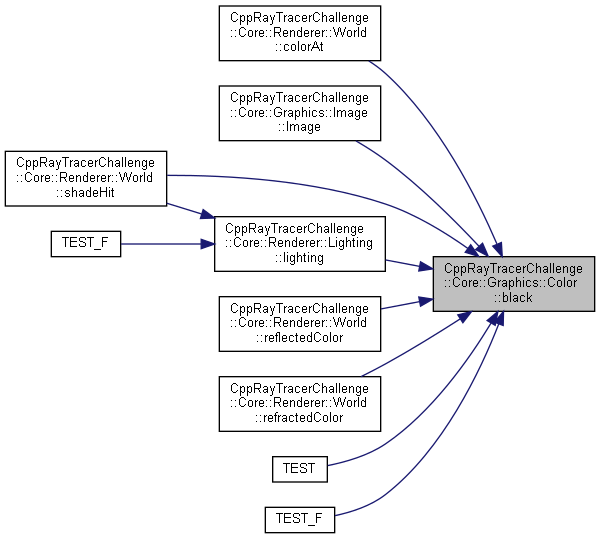 CppRayTracerChallenge
::Core::Renderer::World
::colorAt
CppRayTracerChallenge
::Core::Graphics::Image
::Image
CppRayTracerChallenge
::Core::Renderer::World
::shadeHit
TEST_F
CppRayTracerChallenge
::Core::Renderer::Lighting
::lighting
CppRayTracerChallenge
::Core::Graphics::Color
::black
CppRayTracerChallenge
::Core::Renderer::World
::reflectedColor
CppRayTracerChallenge
::Core::Renderer::World
::refractedColor
TEST
TEST_F